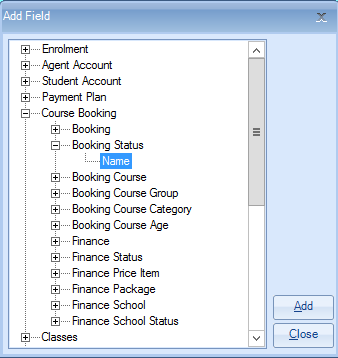 Add Field
Enrolment
Agent Account
Student Account
Payment Plan
Course Booking
Booking
Booking Status
Name
Booking Course
Booking Course Group
Booking Course Category
Booking Course Age
Finance
Finance Status
Finance Price Item
Finance Package
Finance School
Finance School Status
Classes
Add
Close